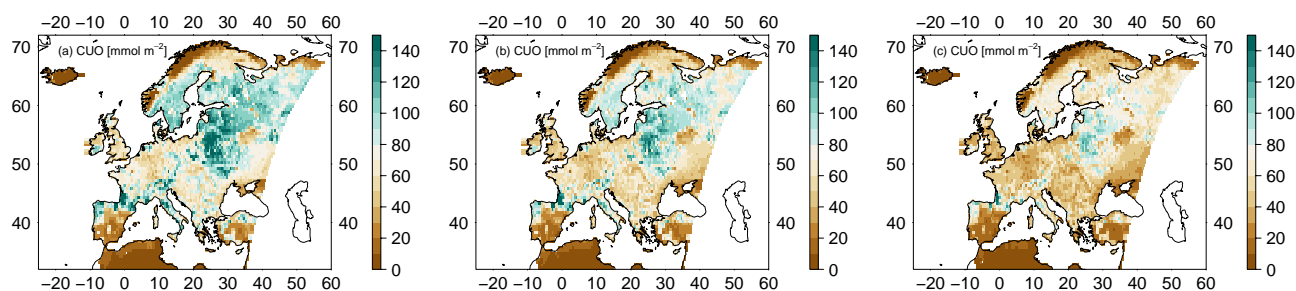 −20 −10 0 10 20 30 40 50 60 −20 −10 0 10 20 30 40 50 60 −20 −10 0 10 20 30 40 50 60
(a) CUO [mmol m⁻²] 70 (b) CUO [mmol m⁻²] 70 (c) CUO [mmol m⁻²] 70
70 140 70 140 70 140
120 120 120
60 60 100 60 60 100 60 60 100
80 80 80
50 50 60 50 50 60 50 50 60
40 40 40 40 40 40 40 40 40
20 20 20
0 0 0
−20 −10 0 10 20 30 40 50 60 −20 −10 0 10 20 30 40 50 60 −20 −10 0 10 20 30 40 50 60